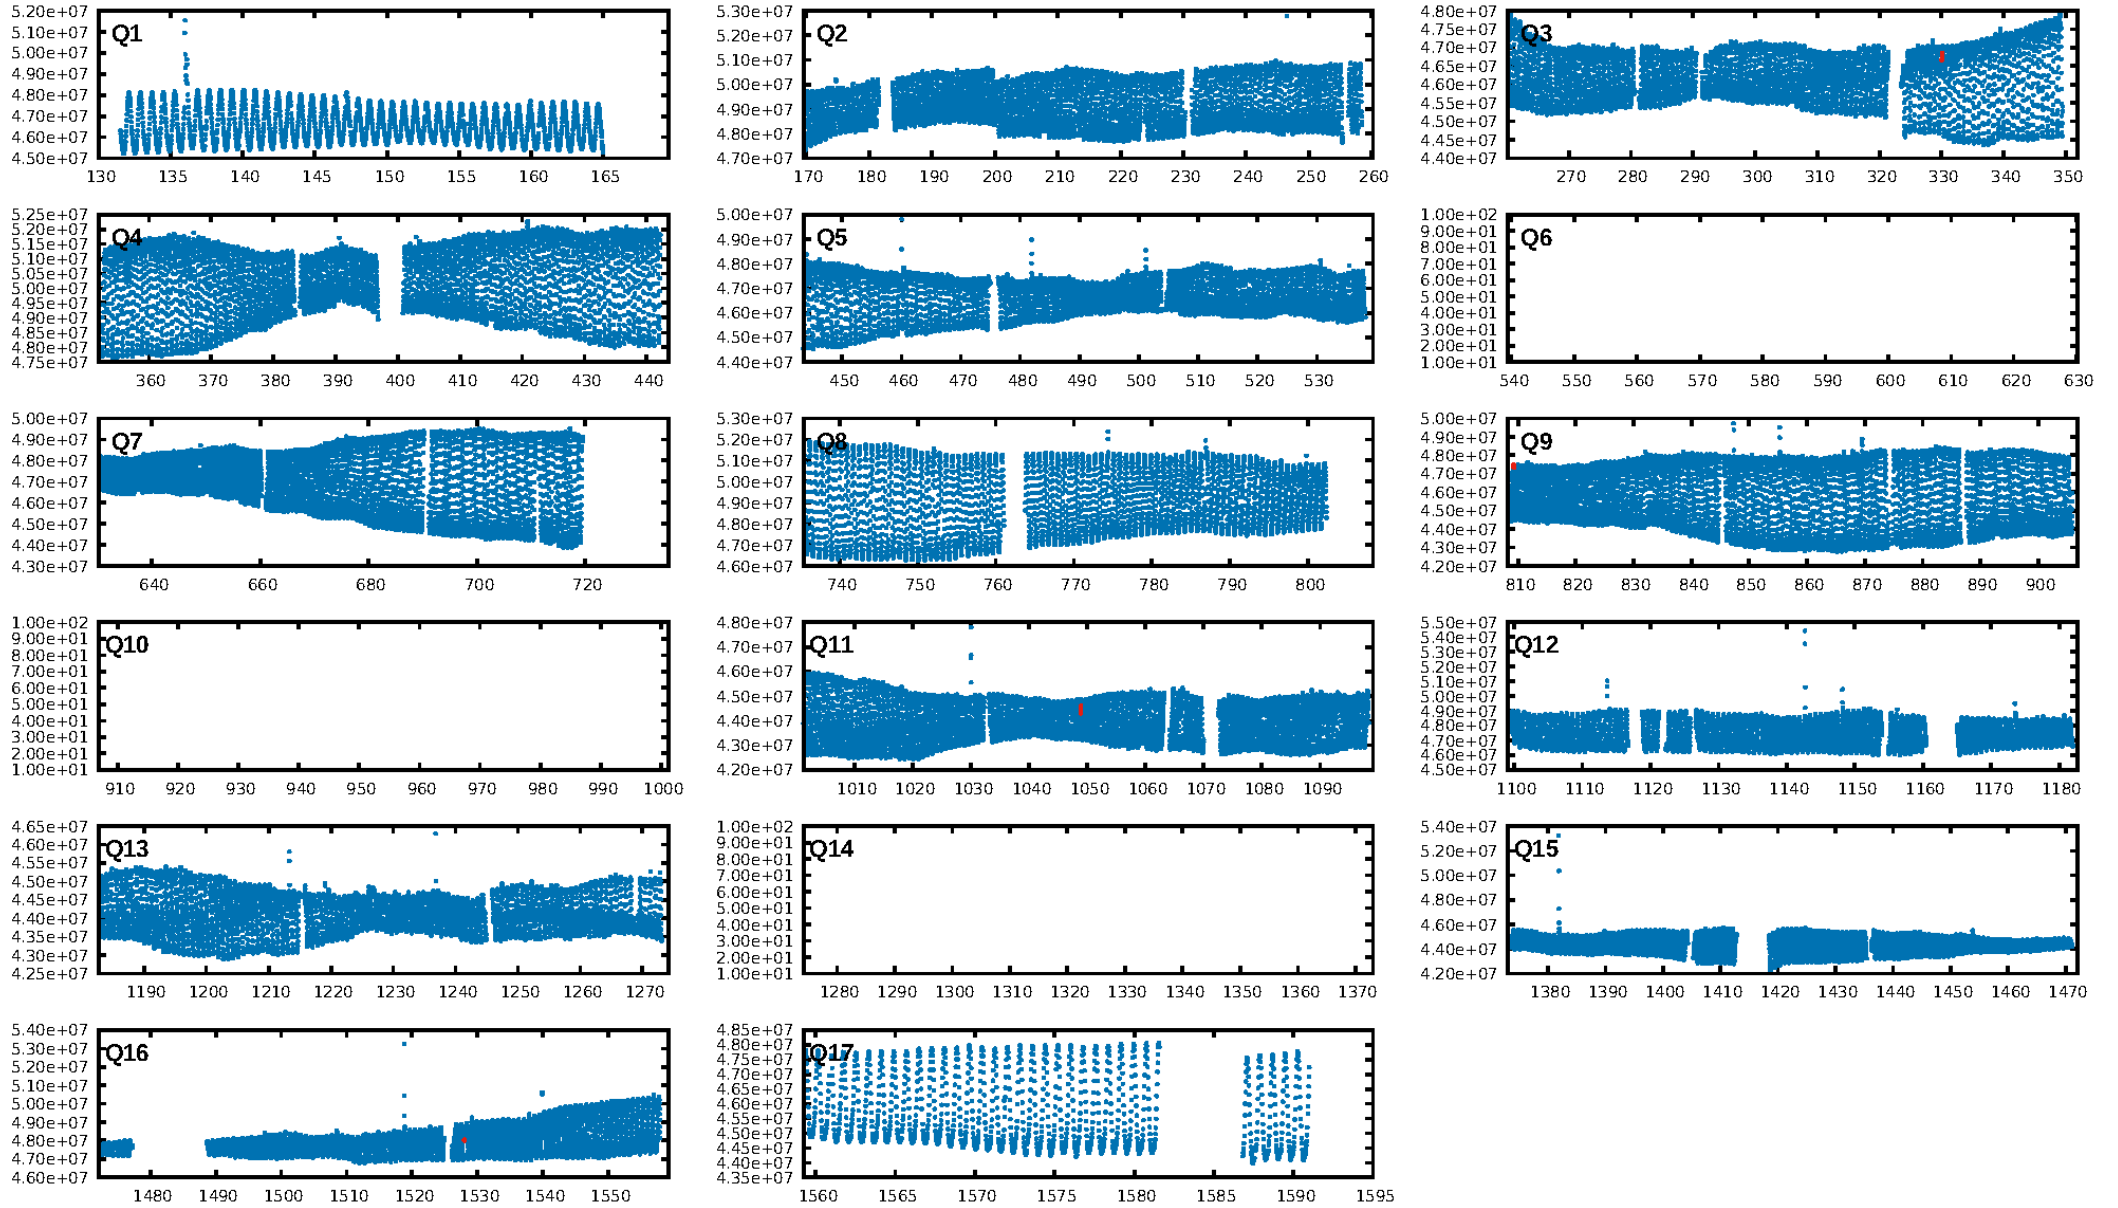 5.20e+07
5.10e+07
5.00e+07
4.90e+07
4.80e+07
4.70e+07
4.60e+07
4.50e+07
Q1
130 135 140 145 150 155 160 165
5.30e+07
5.20e+07
5.10e+07
5.00e+07
4.90e+07
4.80e+07
4.70e+07
Q2
170 180 190 200 210 220 230 240 250 260
4.80e+07
4.75e+07
4.70e+07
4.65e+07
4.60e+07
4.55e+07
4.50e+07
4.45e+07
4.40e+07
Q3
270 280 290 300 310 320 330 340 350
5.25e+07
5.20e+07
5.15e+07
5.10e+07
5.05e+07
5.00e+07
4.95e+07
4.90e+07
4.85e+07
4.80e+07
4.75e+07
Q4
360 370 380 390 400 410 420 430 440
5.00e+07
4.90e+07
4.80e+07
4.70e+07
4.60e+07
4.50e+07
4.40e+07
Q5
450 460 470 480 490 500 510 520 530
1.00e+02
9.00e+01
8.00e+01
7.00e+01
6.00e+01
5.00e+01
4.00e+01
3.00e+01
2.00e+01
1.00e+01
Q6
540 550 560 570 580 590 600 610 620 630
5.00e+07
4.90e+07
4.80e+07
4.70e+07
4.60e+07
4.50e+07
4.40e+07
4.30e+07
Q7
640 660 680 700 720
5.30e+07
5.20e+07
5.10e+07
5.00e+07
4.90e+07
4.80e+07
4.70e+07
4.60e+07
Q8
740 750 760 770 780 790 800
5.00e+07
4.90e+07
4.80e+07
4.70e+07
4.60e+07
4.50e+07
4.40e+07
4.30e+07
4.20e+07
Q9
810 820 830 840 850 860 870 880 890 900
1.00e+02
9.00e+01
8.00e+01
7.00e+01
6.00e+01
5.00e+01
4.00e+01
3.00e+01
2.00e+01
1.00e+01
Q10
910 920 930 940 950 960 970 980 990 1000
4.80e+07
4.70e+07
4.60e+07
4.50e+07
4.40e+07
4.30e+07
4.20e+07
Q11
1010 1020 1030 1040 1050 1060 1070 1080 1090
5.50e+07
5.40e+07
5.30e+07
5.20e+07
5.10e+07
5.00e+07
4.90e+07
4.80e+07
4.70e+07
4.60e+07
4.50e+07
Q12
1100 1110 1120 1130 1140 1150 1160 1170 1180
4.65e+07
4.60e+07
4.55e+07
4.50e+07
4.45e+07
4.40e+07
4.35e+07
4.30e+07
4.25e+07
Q13
1190 1200 1210 1220 1230 1240 1250 1260 1270
1.00e+02
9.00e+01
8.00e+01
7.00e+01
6.00e+01
5.00e+01
4.00e+01
3.00e+01
2.00e+01
1.00e+01
Q14
1280 1290 1300 1310 1320 1330 1340 1350 1360 1370
5.40e+07
5.20e+07
5.00e+07
4.80e+07
4.60e+07
4.40e+07
4.20e+07
Q15
1380 1390 1400 1410 1420 1430 1440 1450 1460 1470
5.40e+07
5.30e+07
5.20e+07
5.10e+07
5.00e+07
4.90e+07
4.80e+07
4.70e+07
4.60e+07
Q16
1480 1490 1500 1510 1520 1530 1540 1550
4.85e+07
4.80e+07
4.75e+07
4.70e+07
4.65e+07
4.60e+07
4.55e+07
4.50e+07
4.45e+07
4.40e+07
4.35e+07
Q17
1560 1565 1570 1575 1580 1585 1590 1595